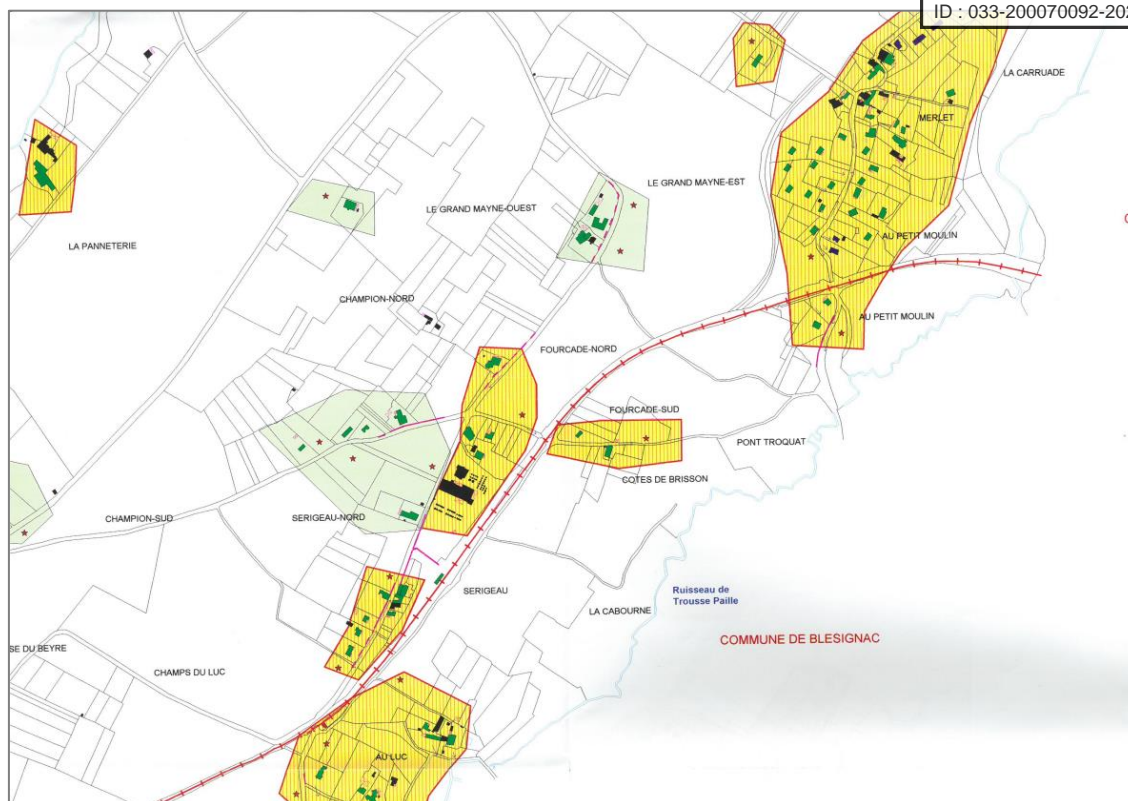 ID : 033-200070092-202
LA CARRUADE
MERLET
LE GRAND MAYNE-EST
LE GRAND MAYNE-OUEST
AU PETIT MOULIN
LA PANNETERIE
CHAMPION-NORD
AU PETIT MOULIN
FOURCADE-NORD
FOURCADE-SUD
PONT TROQUAT
COTES DE BRISSON
CHAMPION-SUD
SERIGEAU-NORD
SERIGEAU
Ruisseau de
Trousse Paille
LA CABOURNE
COMMUNE DE BLESIGNAC
SE DU BEYRE
CHAMPS DU LUC
AU LUC